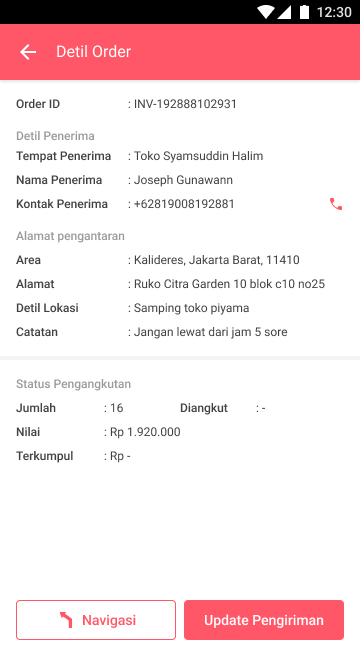 12:30
Detil Order
Order ID : INV-192888102931
Detil Penerima
Tempat Penerima : Toko Syamsuddin Halim
Nama Penerima : Joseph Gunawann
Kontak Penerima : +62819008192881
Alamat pengantaran
Area : Kalideres, Jakarta Barat, 11410
Alamat : Ruko Citra Garden 10 blok c10 no25
Detil Lokasi : Samping toko piyama
Catatan : Jangan lewat dari jam 5 sore
Status Pengangkutan
Jumlah : 16 Diangkut : -
Nilai : Rp 1.920.000
Terkumpul : Rp -
Navigasi Update Pengiriman